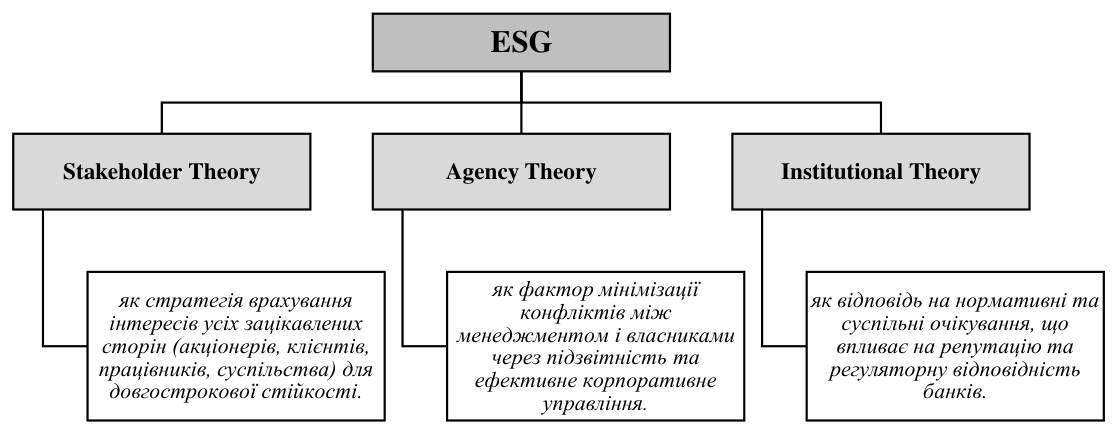 ESG
Stakeholder Theory
Agency Theory
Institutional Theory
як стратегія врахування
інтересів усіх зацікавлених
сторін (акціонерів, клієнтів,
працівників, суспільства) для
довгострокової стійкості.
як фактор мінімізації
конфліктів між
менеджментом і власниками
через підзвітність та
ефективне корпоративне
управління.
як відповідь на нормативні та
суспільні очікування, що
впливає на репутацію та
регуляторну відповідність
банків.